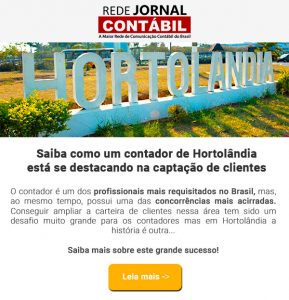 REDE JORNAL
CONTÁBIL
A Maior Rede de Comunicação Contábil do Brasil
HORTOLANDIA
Saiba como um contador de Hortolândia
está se destacando na captação de clientes
O contador é um dos profissionais mais requisitados no Brasil, mas,
ao mesmo tempo, possui uma das concorrências mais acirradas.
Conseguir ampliar a carteira de clientes nessa área tem sido um
desafio muito grande para os contadores mas em Hortolândia a
história é outra...
Saiba mais sobre este grande sucesso!
Leia mais ->